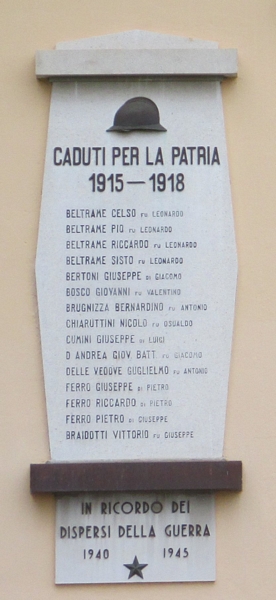 CADUTI PER LA PATRIA
1915—1918
BELTRAME CELSO FU LEONARDO
BELTRAME PIO FU LEONARDO
BELTRAME RICCARDO FU LEONARDO
BELTRAME SISTO FU LEONARDO
BERTONI GIUSEPPE DI GIACOMO
BOSCO GIOVANNI FU VALENTINO
BRUGNIZZA BERNARDINO FU ANTONIO
CHIARUTTINI NICOLO FU OSUALDO
CUMINI GIUSEPPE DI LUIGI
D ANDREA GIOV. BATT. FU GIACOMO
DELLE VEDOVE GUGLIELMO FU ANTONIO
FERRO GIUSEPPE DI PIETRO
FERRO RICCARDO DI PIETRO
FERRO PIETRO DI GIUSEPPE
BRAIDOTTI VITTORIO FU GIUSEPPE
IN RICORDO DEI
DISPERSI DELLA GUERRA
1940 1945